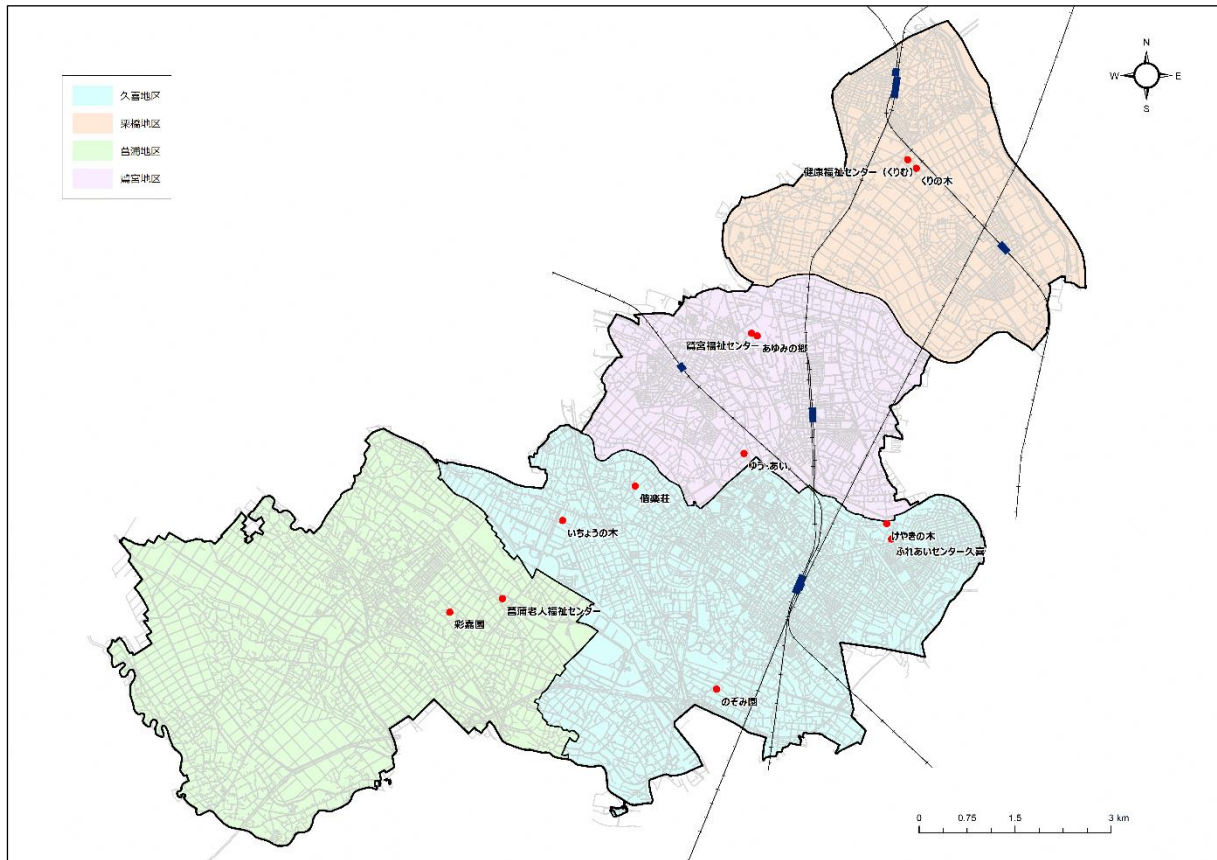 久喜地区
栗橋地区
菖蒲地区
鷲宮地区
N
W
E
S
健康福祉センター（くりむ）
くりの木
鷲宮福祉センター
あゆみの郷
ゆう・あい
偕楽荘
いちょうの木
けやきの木
ふれあいセンター久喜
菖蒲老人福祉センター
彩嘉園
のぞみ園
0 0.75 1.5 3 km